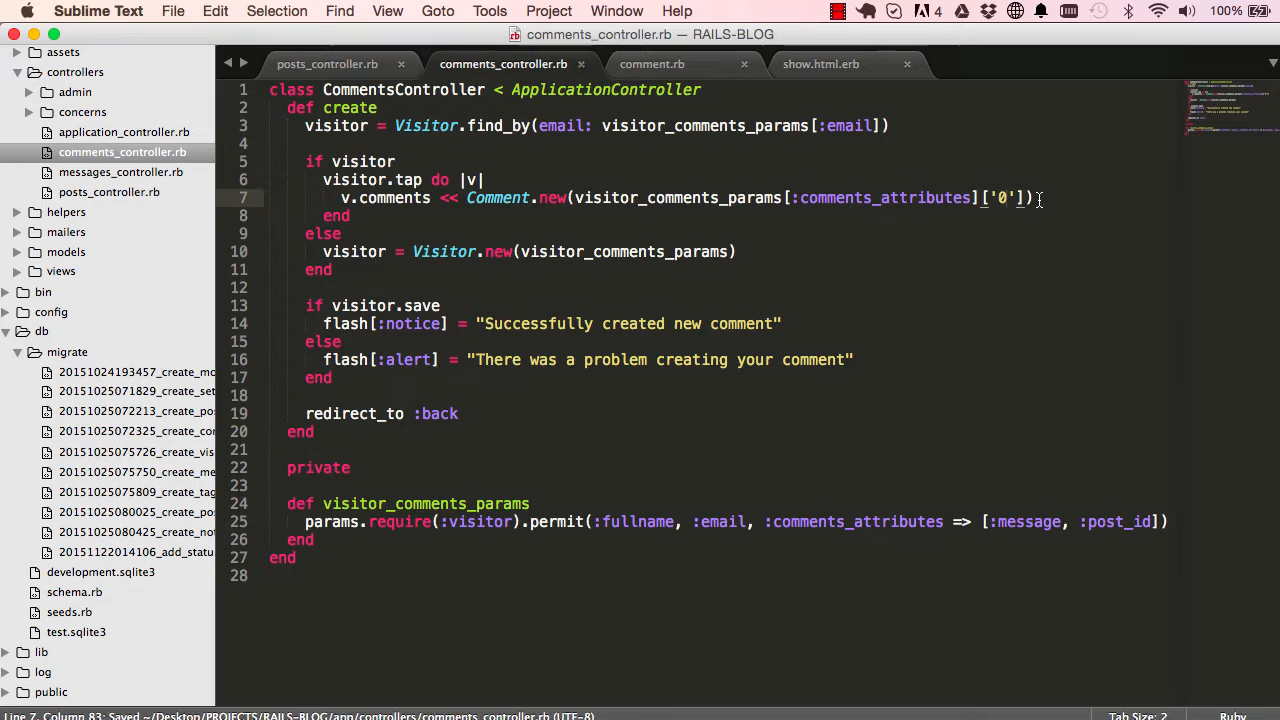 Sublime Text File Edit Selection Find View Goto Tools Project Window Help 4 100%
comments_controller.rb — RAILS-BLOG
posts_controller.rb comments_controller.rb comment.rb show.html.erb
assets
controllers
admin
concerns
application_controller.rb
comments_controller.rb
messages_controller.rb
posts_controller.rb
helpers
mailers
views
bin
config
db
migrate
20151024193457_create_mo
20151025071829_create_set
20151025072213_create_pos
20151025072325_create_cor
20151025075726_create_vis
20151025075750_create_me
20151025075809_create_tag
20151025080025_create_pos
20151025080425_create_not
20151122014106_add_statu
development.sqlite3
schema.rb
seeds.rb
test.sqlite3
lib
log
public
1 class CommentsController < ApplicationController
2 def create
3 visitor = Visitor.find_by(email: visitor_comments_params[:email])
4
5 if visitor
6 visitor.tap do |v|
7 v.comments << Comment.new(visitor_comments_params[:comments_attributes]['0'])
8 end
9 else
10 visitor = Visitor.new(visitor_comments_params)
11 end
12
13 if visitor.save
14 flash[:notice] = "Successfully created new comment"
15 else
16 flash[:alert] = "There was a problem creating your comment"
17 end
18
19 redirect_to :back
20 end
21
22 private
23
24 def visitor_comments_params
25 params.require(:visitor).permit(:fullname, :email, :comments_attributes => [:message, :post_id])
26 end
27 end
28
Line 7, Column 83; Saved ~/Desktop/PROJECTS/RAILS-BLOG/app/controllers/comments_controller.rb (UTF-8) Tab Size: 2 Ruby